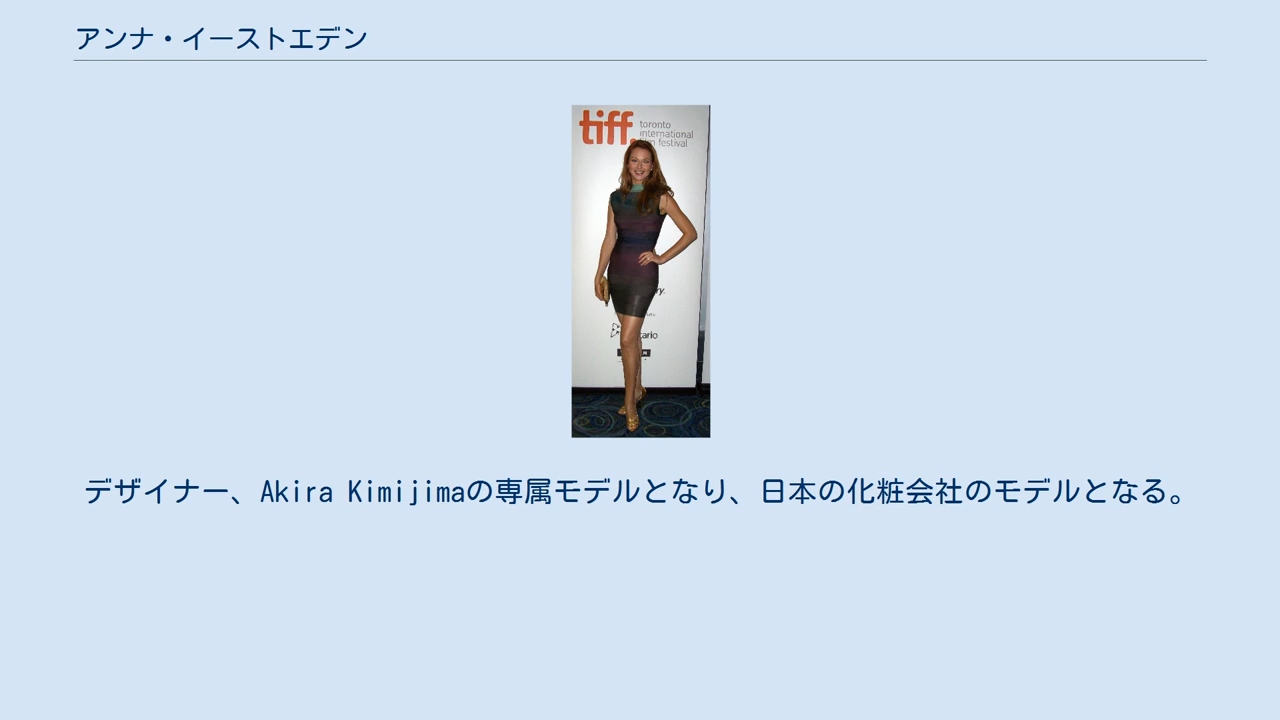 アンナ・イーストエデン
tiff.
toronto
international
film festival
デザイナー、Akira Kimijimaの専属モデルとなり、日本の化粧会社のモデルとなる。